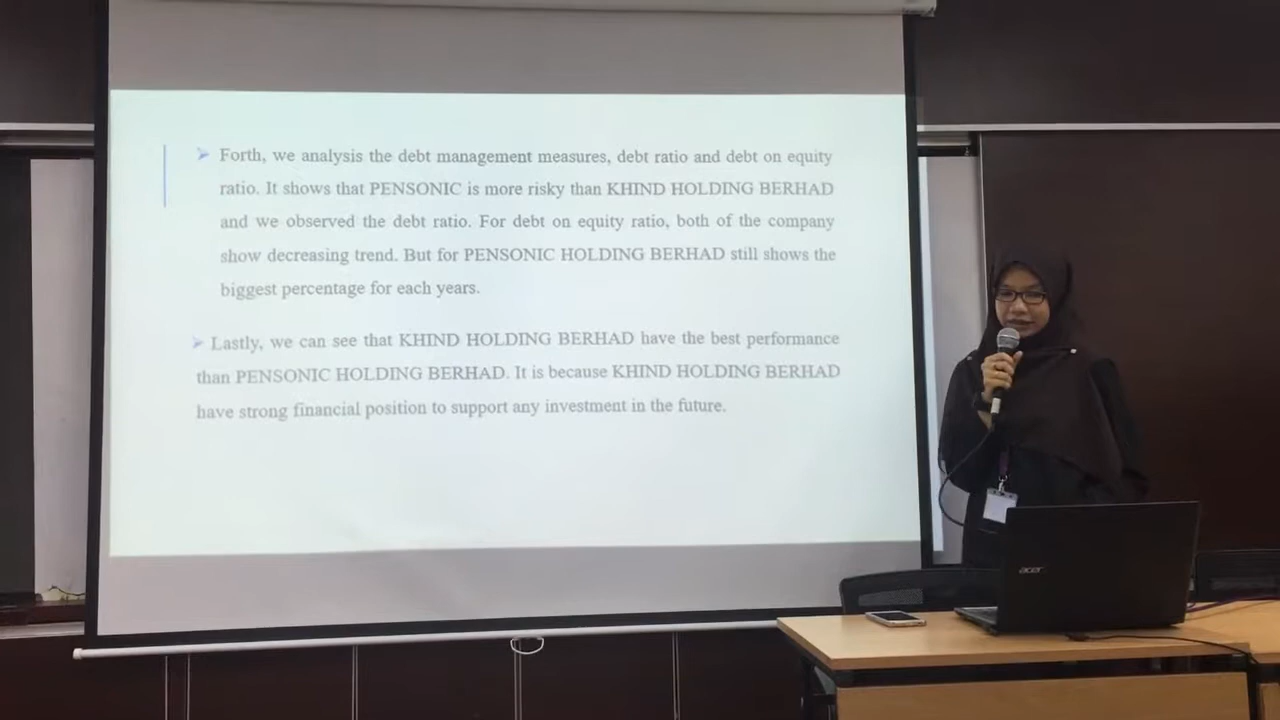 Forth, we analysis the debt management measures, debt ratio and debt on equity
ratio. It shows that PENSONIC is more risky than KHIND HOLDING BERHAD
and we observed the debt ratio. For debt on equity ratio, both of the company
show decreasing trend. But for PENSONIC HOLDING BERHAD still shows the
biggest percentage for each years.
Lastly, we can see that KHIND HOLDING BERHAD have the best performance
than PENSONIC HOLDING BERHAD. It is because KHIND HOLDING BERHAD
have strong financial position to support any investment in the future.
acer